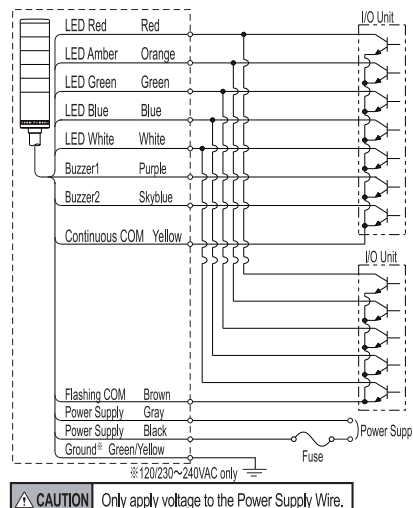 I/O Unit
LED Red Red
LED Amber Orange
LED Green Green
LED Blue Blue
LED White White
Buzzer1 Purple
Buzzer2 Skyblue
Continuous COM Yellow
I/O Unit
Flashing COM Brown
Power Supply Gray
Power Supply Black
Power Supp
Ground※ Green/Yellow
Fuse
※120/230~240VAC only
⚠ CAUTION Only apply voltage to the Power Supply Wire.